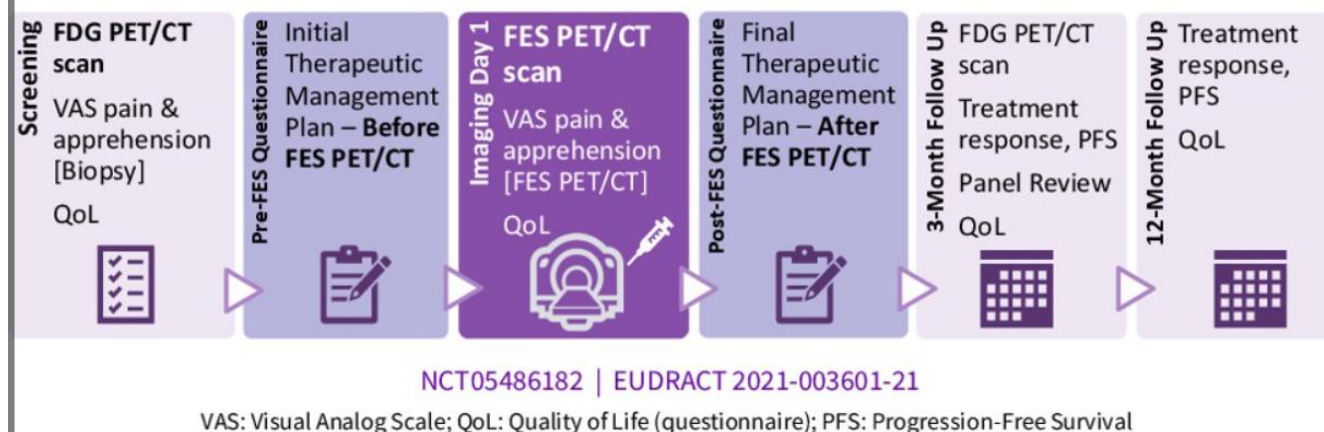 Screening
FDG PET/CT
scan
VAS pain &
apprehension
[Biopsy]
QoL
Pre-FES Questionnaire
Initial
Therapeutic
Management
Plan – Before
FES PET/CT
Imaging Day 1
FES PET/CT
scan
VAS pain &
apprehension
[FES PET/CT]
QoL
Post-FES Questionnaire
Final
Therapeutic
Management
Plan – After
FES PET/CT
3-Month Follow Up
FDG PET/CT
scan
Treatment
response, PFS
Panel Review
QoL
12-Month Follow Up
Treatment
response,
PFS
QoL
NCT05486182 | EUDRACT 2021-003601-21
VAS: Visual Analog Scale; QoL: Quality of Life (questionnaire); PFS: Progression-Free Survival